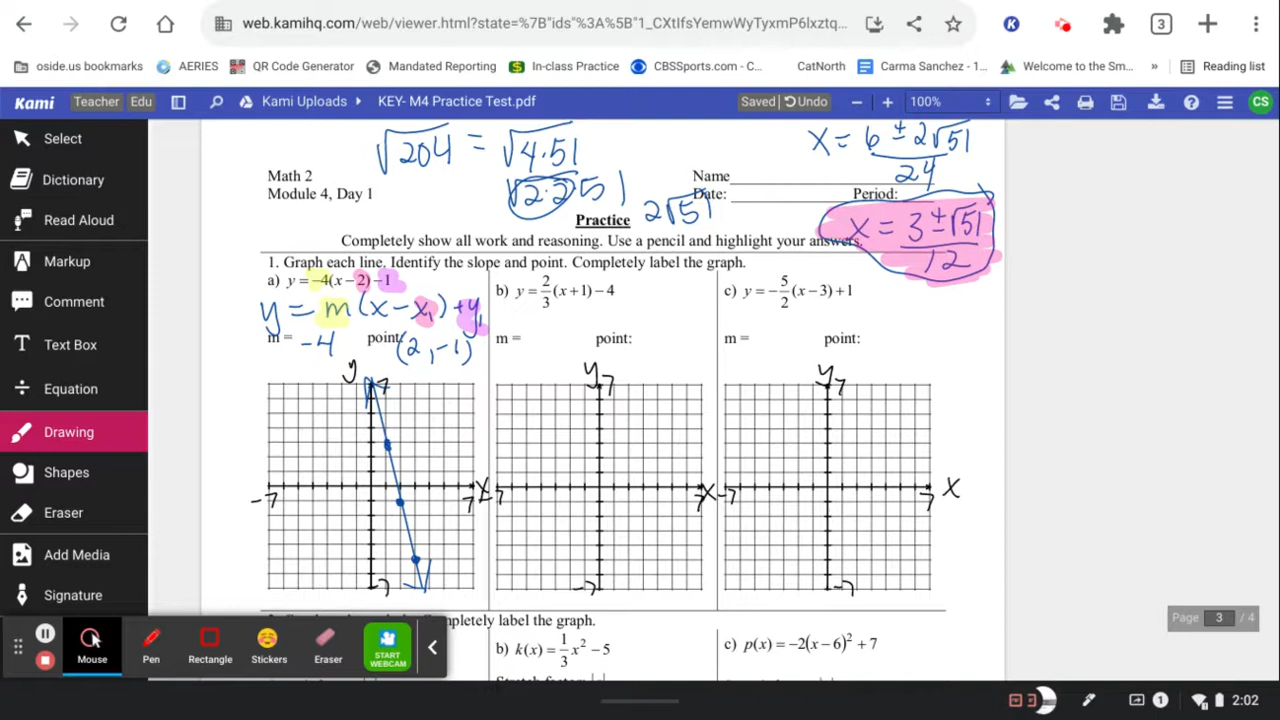 web.kamihq.com/web/viewer.html?state=%7B"ids"%3A%5B"1_CXtIfsYemwWyTyxmP6lxztq...
3
oside.us bookmarks AERIES QR Code Generator Mandated Reporting In-class Practice CBSSports.com - C... CatNorth Carma Sanchez - 1... Welcome to the Sm... » Reading list
Kami Teacher Edu Kami Uploads KEY- M4 Practice Test.pdf Saved Undo 100% CS
Select
Dictionary
Read Aloud
Markup
Comment
Text Box
Equation
Drawing
Shapes
Eraser
Add Media
Signature
√204 = √4·51
√2·2 51
2√51
x = 6 ± 2√51
24
x = 3 ± √51
12
Math 2
Module 4, Day 1
Name
Date: Period:
Practice
Completely show all work and reasoning. Use a pencil and highlight your answers.
1. Graph each line. Identify the slope and point. Completely label the graph.
a) y = −4(x − 2) − 1
y = m(x − x₁) + y₁
m = −4 point: (2, −1)
y
7
−7 7 X
−7
b) y = 2/3 (x + 1) − 4
m = point:
y 7
−7 7 X
−7
c) y = − 5/2 (x − 3) + 1
m = point:
y 7
−7 7 X
−7
Completely label the graph.
b) k(x) = 1/3 x² − 5
c) p(x) = −2(x − 6)² + 7
Page 3 / 4
Mouse Pen Rectangle Stickers Eraser START WEBCAM
1 2:02